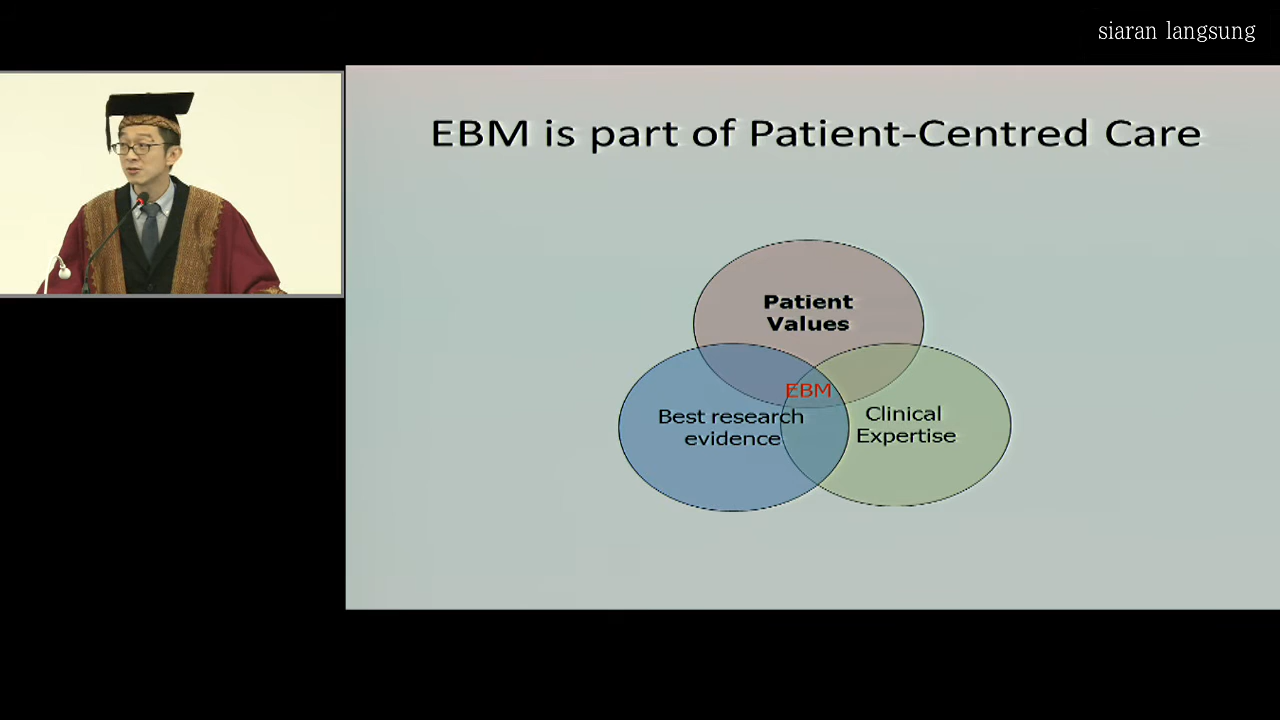 siaran langsung
EBM is part of Patient-Centred Care
Patient
Values
EBM
Best research
evidence
Clinical
Expertise